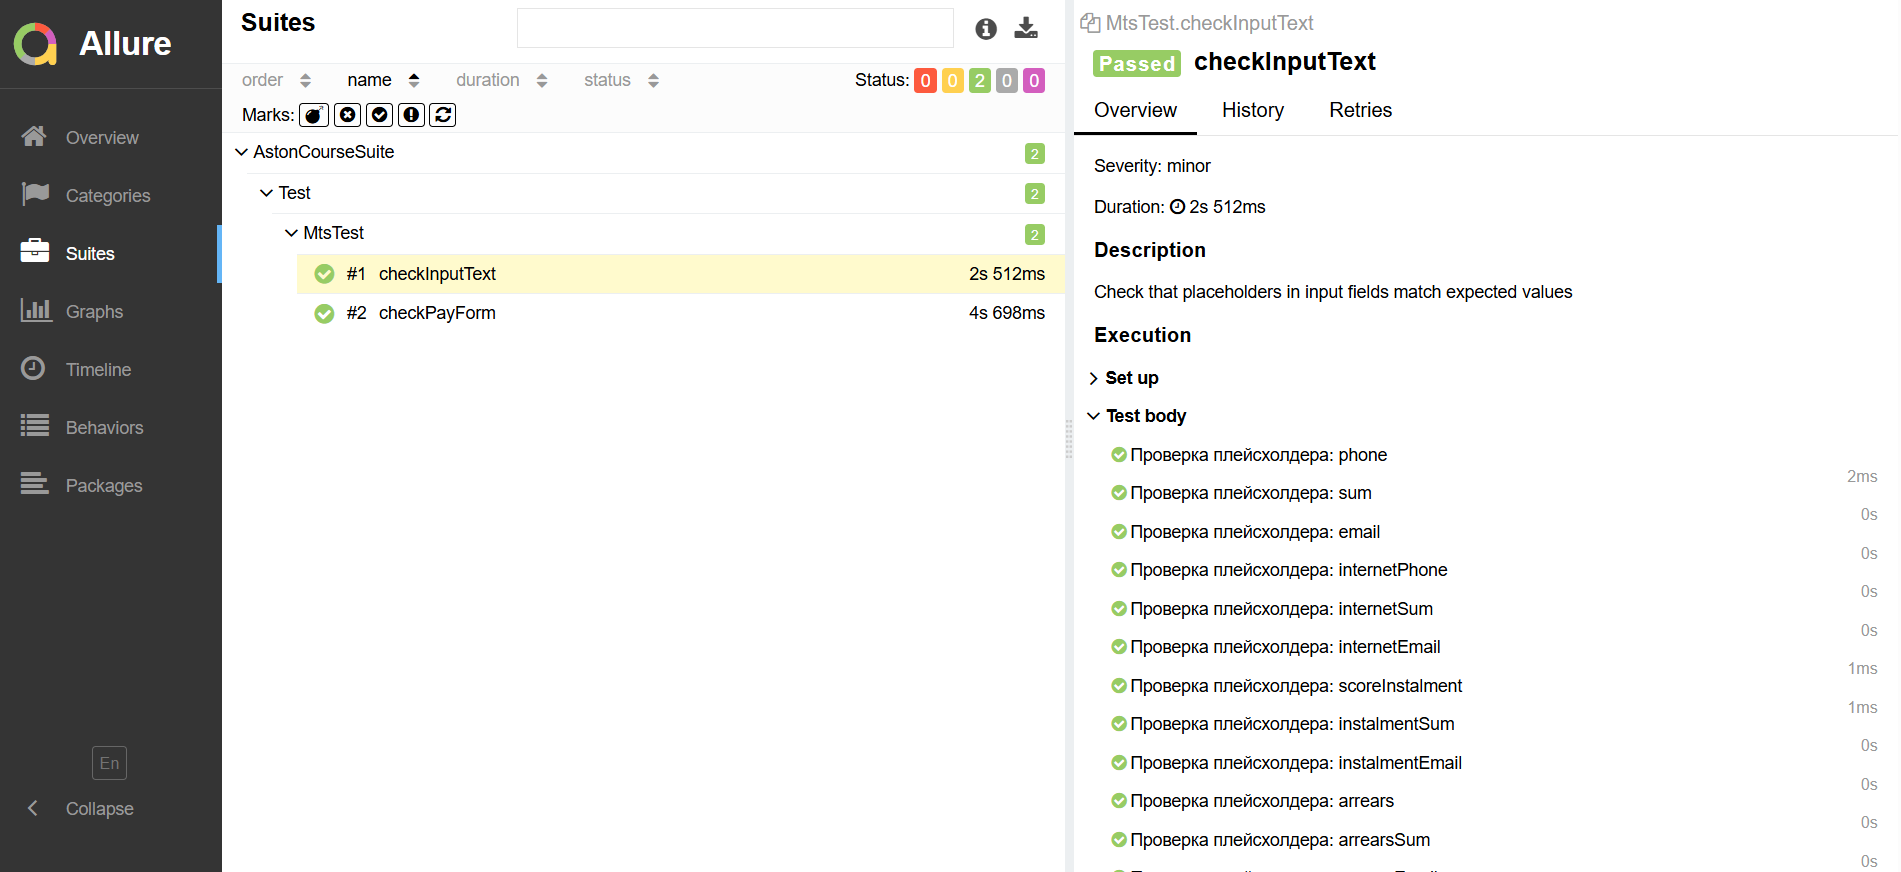 Allure
Overview
Categories
Suites
Graphs
Timeline
Behaviors
Packages
En
Collapse
Suites
order name duration status Status: 0 0 2 0 0
Marks:
AstonCourseSuite 2
Test 2
MtsTest 2
#1 checkInputText 2s 512ms
#2 checkPayForm 4s 698ms
MtsTest.checkInputText
Passed checkInputText
Overview History Retries
Severity: minor
Duration: 2s 512ms
Description
Check that placeholders in input fields match expected values
Execution
Set up
Test body
Проверка плейсхолдера: phone
2ms
Проверка плейсхолдера: sum
0s
Проверка плейсхолдера: email
0s
Проверка плейсхолдера: internetPhone
0s
Проверка плейсхолдера: internetSum
0s
Проверка плейсхолдера: internetEmail
1ms
Проверка плейсхолдера: scoreInstalment
1ms
Проверка плейсхолдера: instalmentSum
0s
Проверка плейсхолдера: instalmentEmail
0s
Проверка плейсхолдера: arrears
0s
Проверка плейсхолдера: arrearsSum
0s